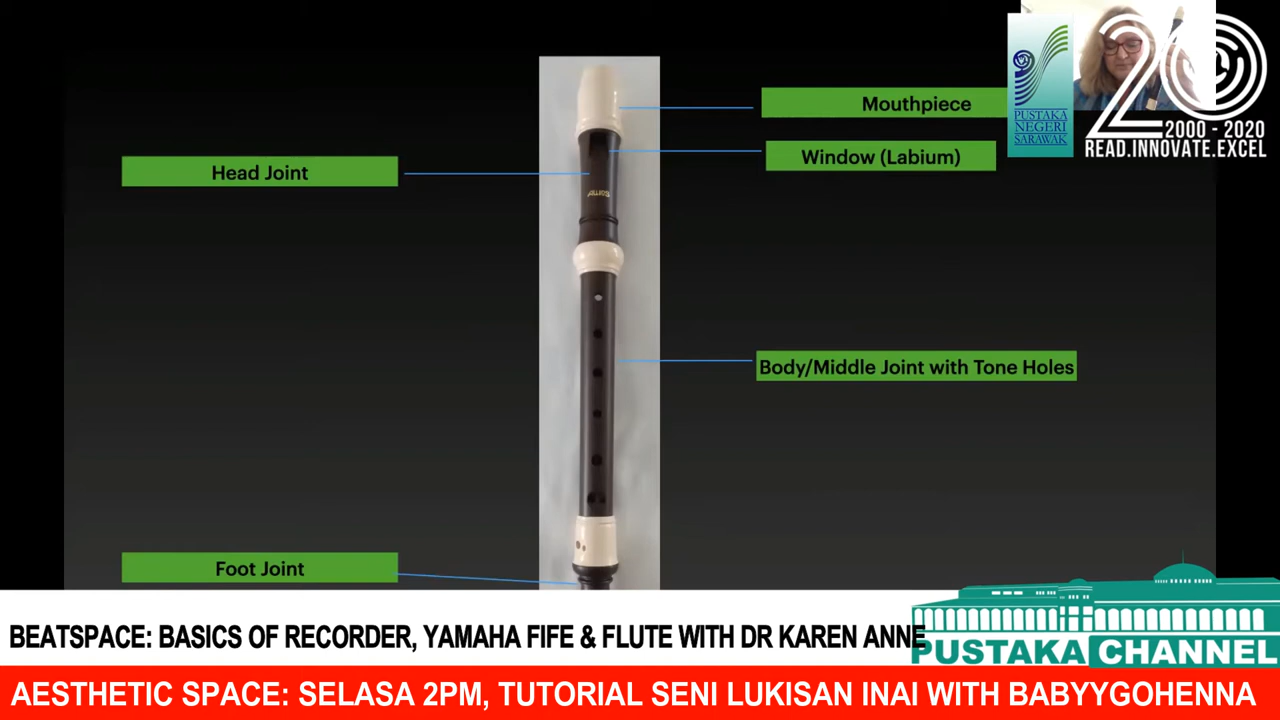 Mouthpiece
Window (Labium)
Head Joint
Body/Middle Joint with Tone Holes
Foot Joint
PUSTAKA
NEGERI
SARAWAK
20
2000 - 2020
READ.INNOVATE.EXCEL
BEATSPACE: BASICS OF RECORDER, YAMAHA FIFE & FLUTE WITH DR KAREN ANNE
PUSTAKA CHANNEL
AESTHETIC SPACE: SELASA 2PM, TUTORIAL SENI LUKISAN INAI WITH BABYYGOHENNA